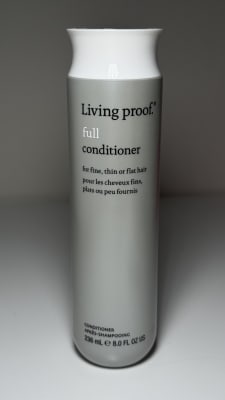 Living proof.®
full
conditioner
for fine, thin or flat hair
pour les cheveux fins,
plats ou peu fournis
CONDITIONER
APRÈS-SHAMPOOING
236 mL ℮ 8.0 FL OZ US